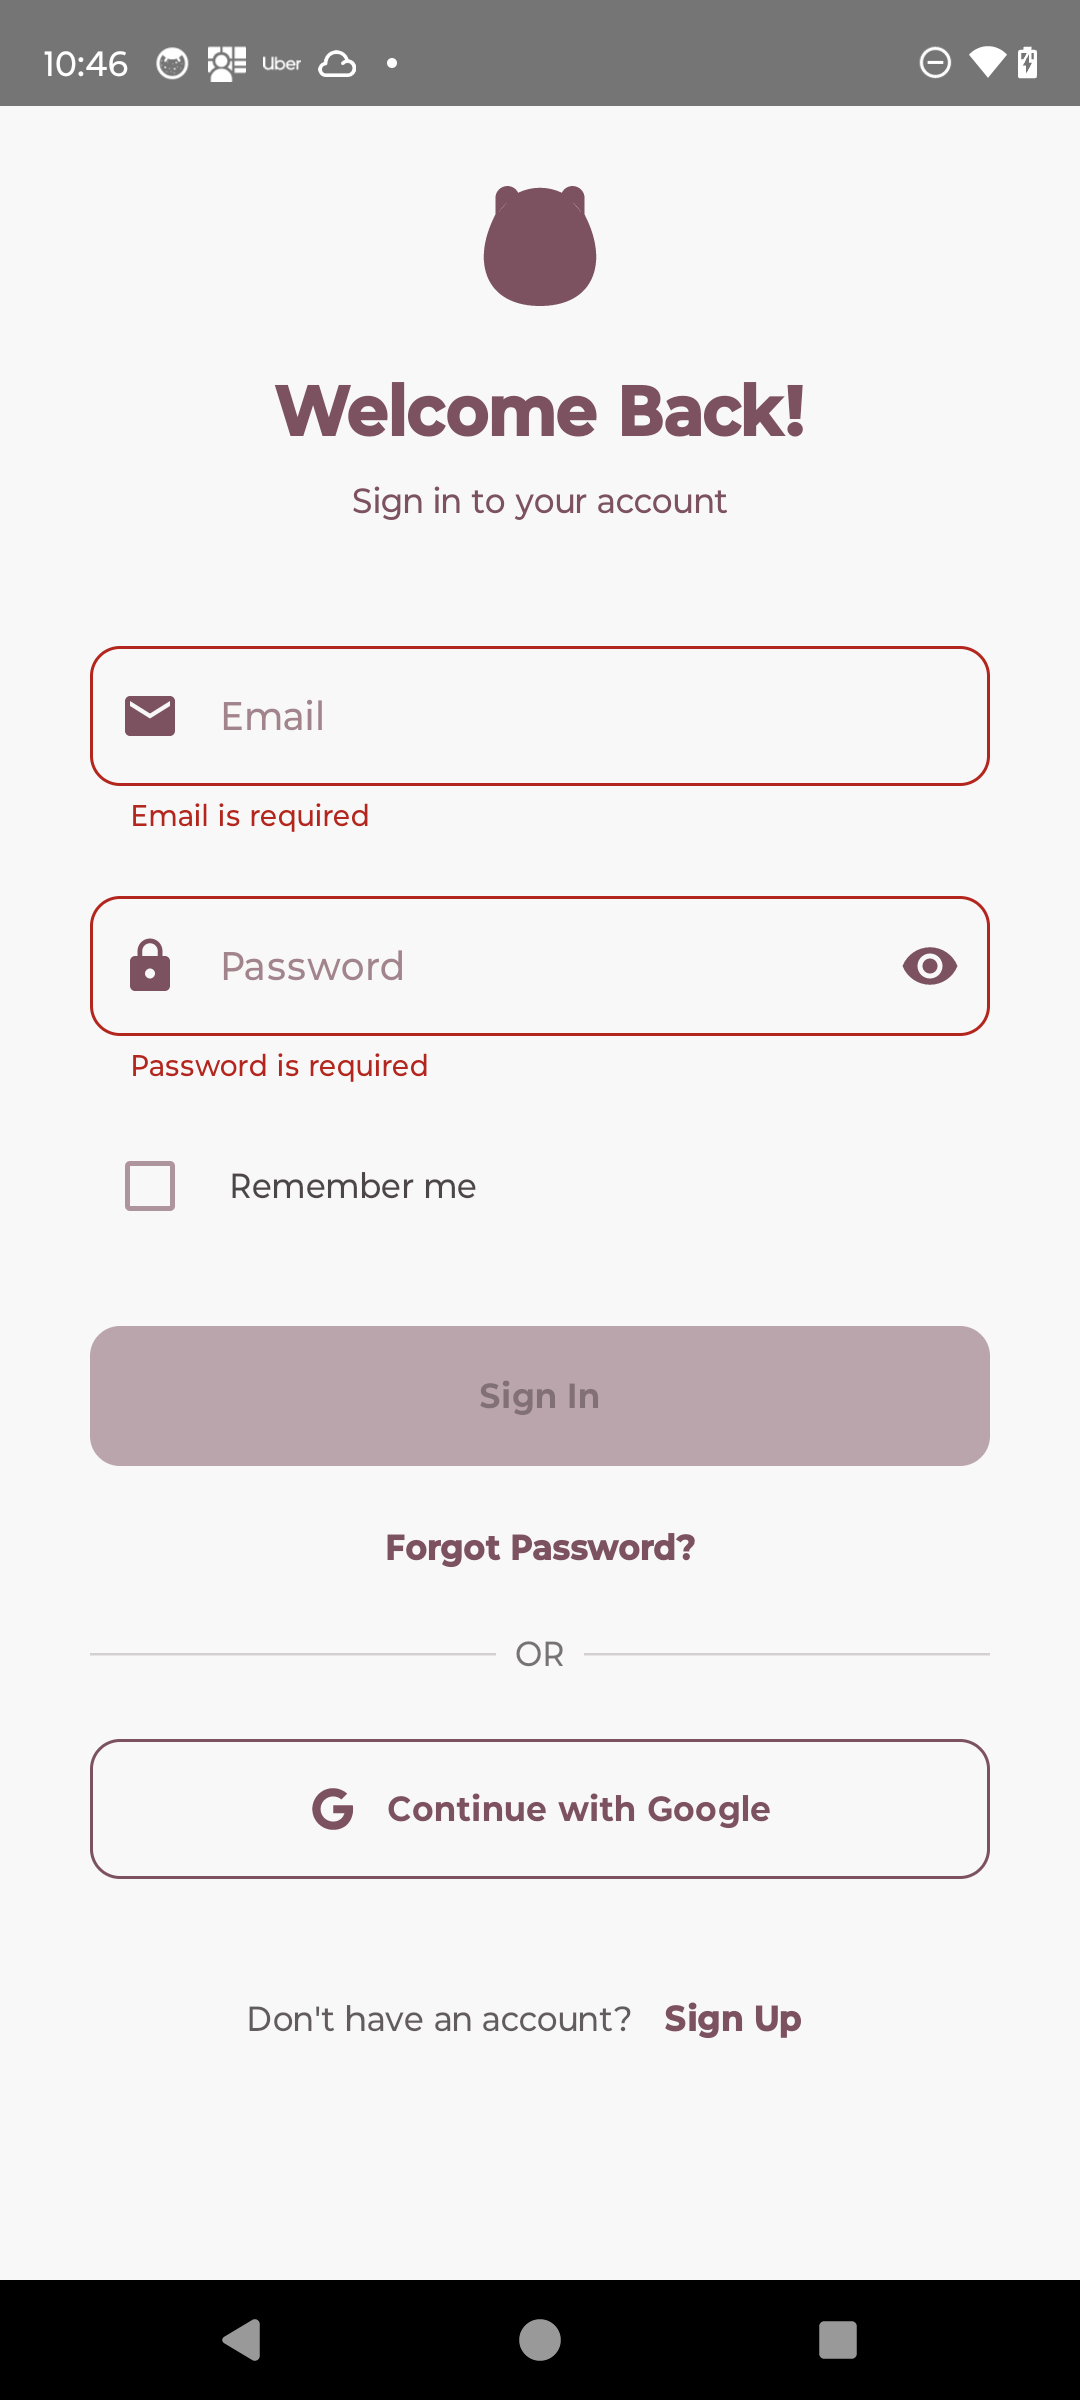 10:46 Uber
Welcome Back!
Sign in to your account
Email
Email is required
Password
Password is required
Remember me
Sign In
Forgot Password?
OR
Continue with Google
Don't have an account? Sign Up